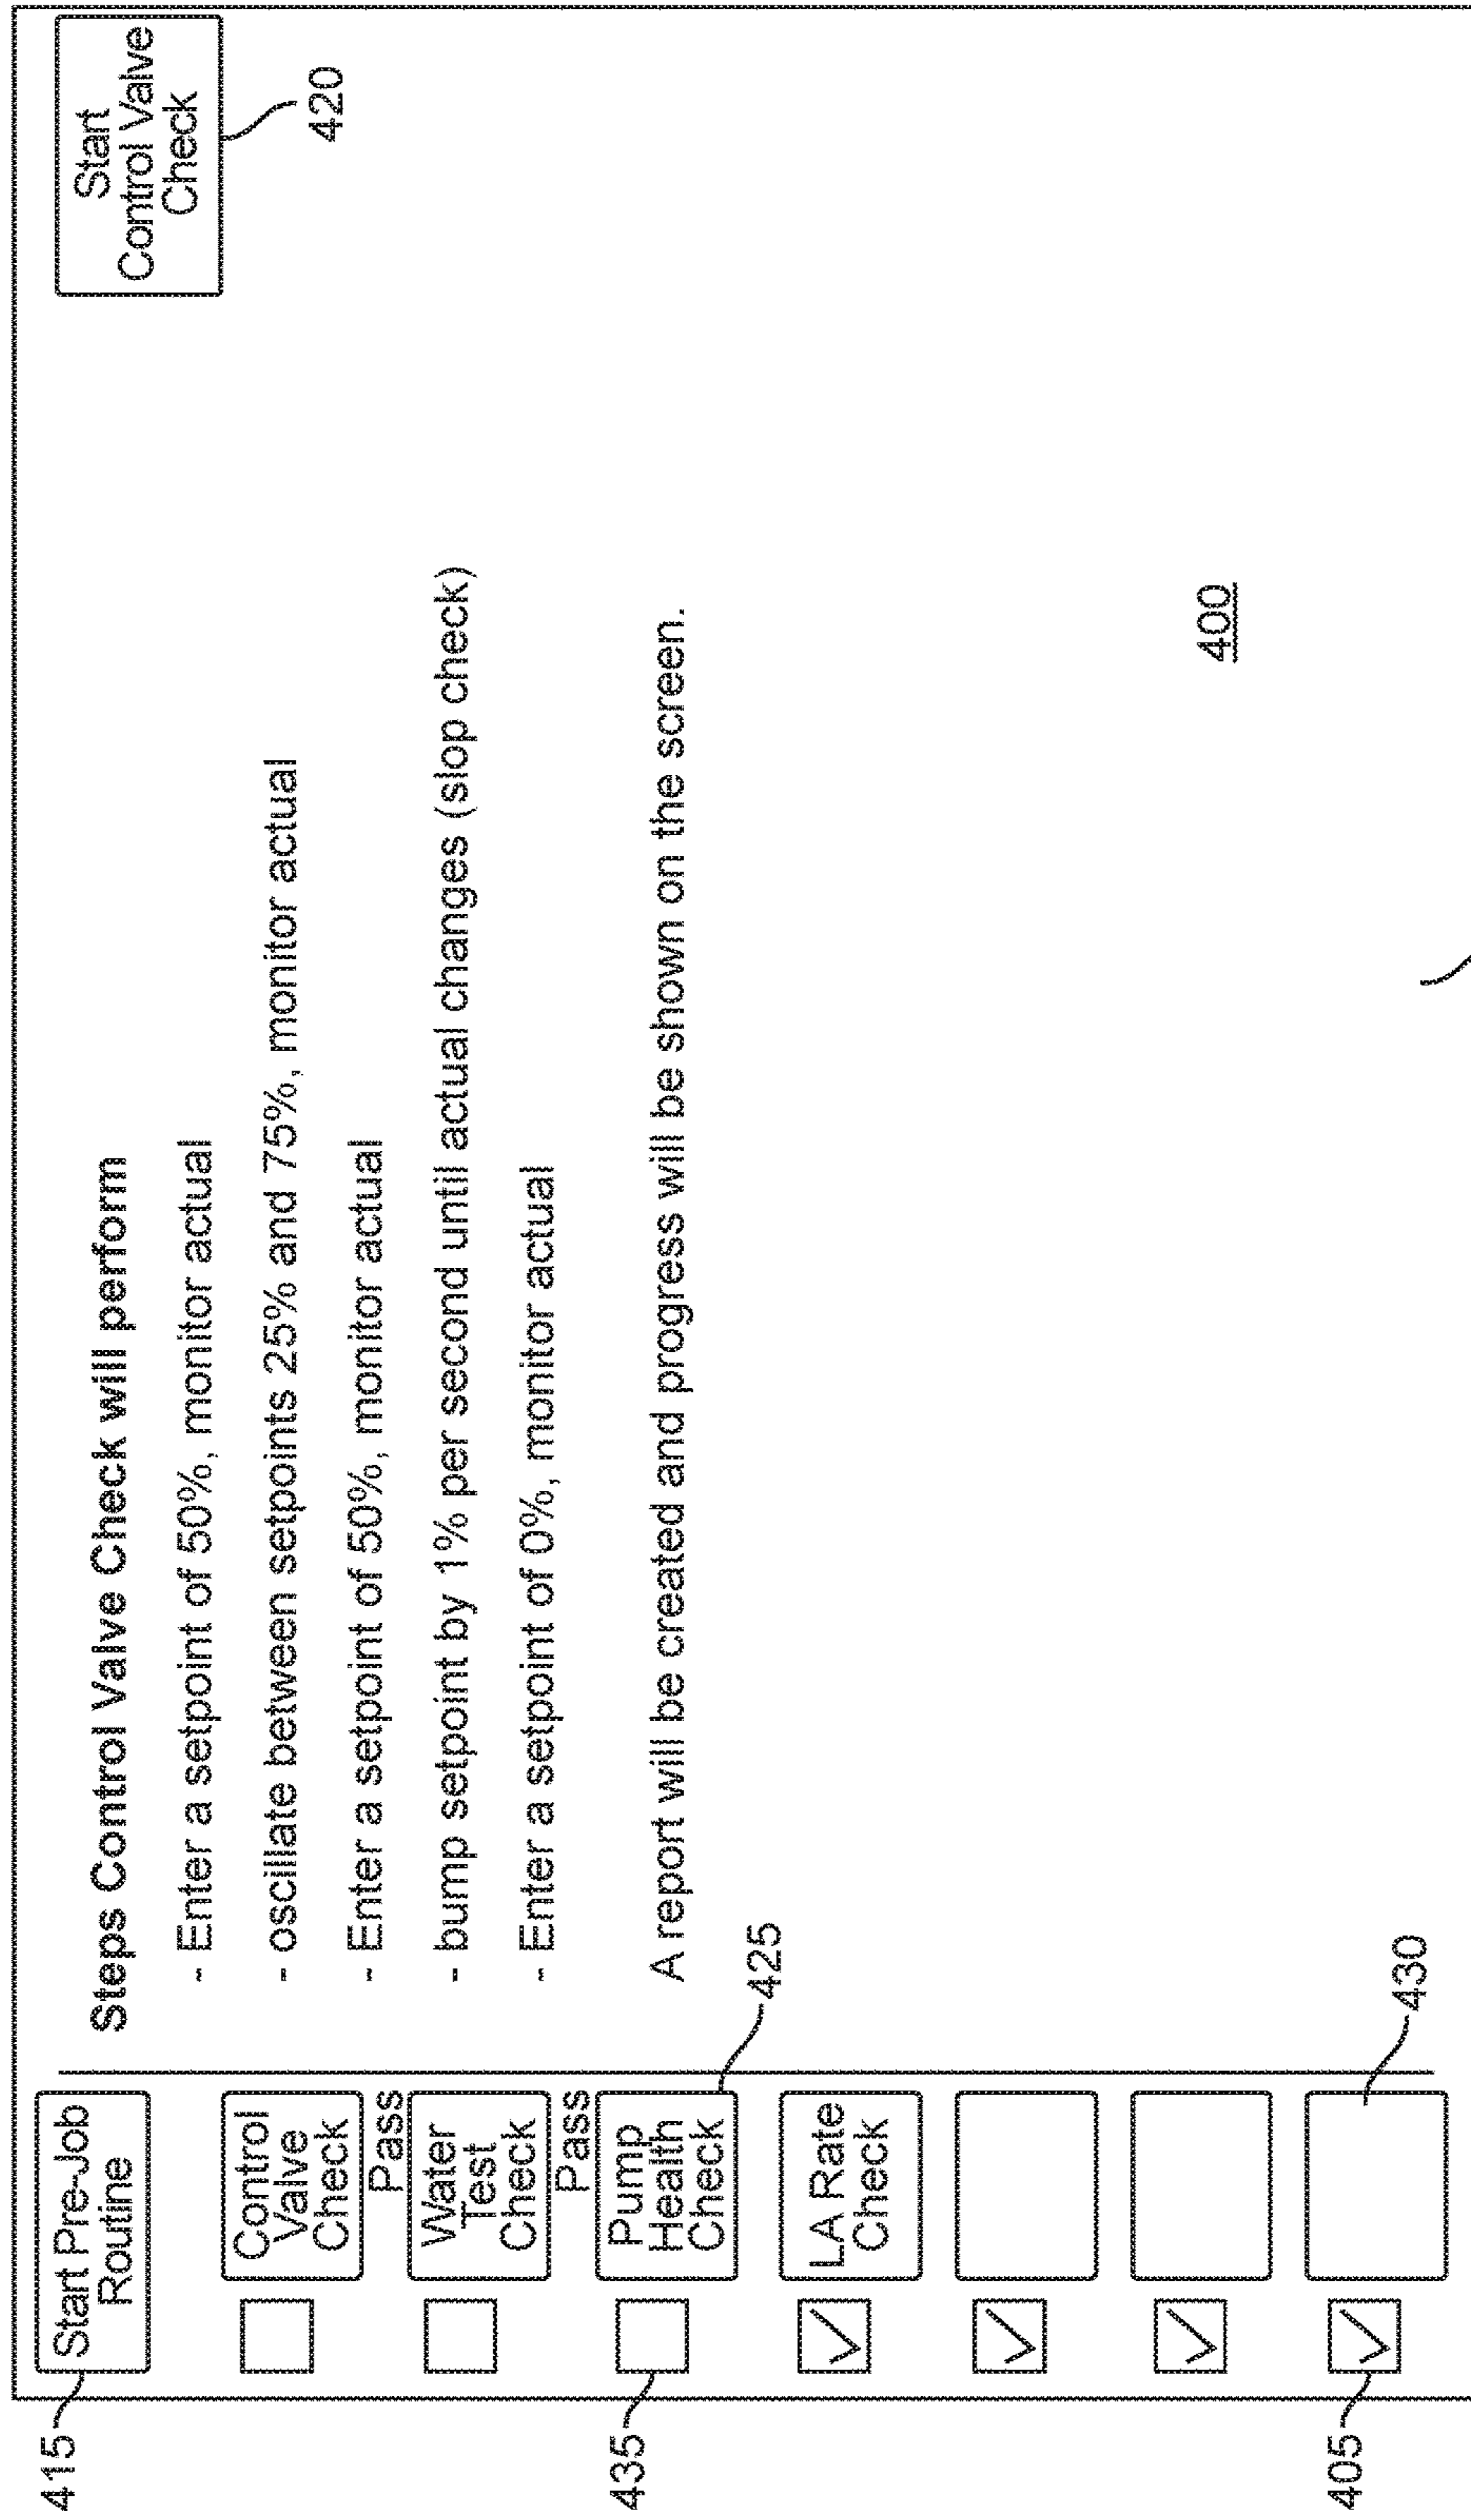 415
Start Pre-Job
Routine
Control
Valve
Check
Pass
Water
Test
Check
Pass
435
Pump
Health
Check
425
LA Rate
Check
405
430
Steps Control Valve Check will perform
- Enter a setpoint of 50%, monitor actual
- oscillate between setpoints 25% and 75%, monitor actual
- Enter a setpoint of 50%, monitor actual
- bump setpoint by 1% per second until actual changes (slop check)
- Enter a setpoint of 0%, monitor actual
A report will be created and progress will be shown on the screen.
400
Start
Control Valve
Check
420